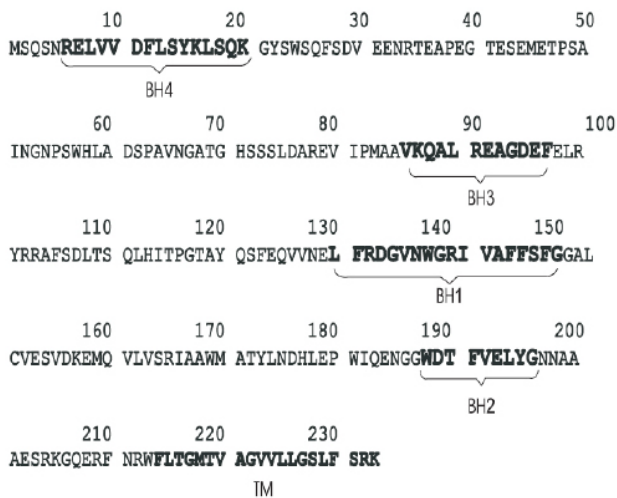 10 20 30 40 50
MSQSNRELVV DFLSYKLSQK GYSWSQFSDV EENRTEAPEG TESEMETPSA
BH4
60 70 80 90 100
INGNPSWHLA DSPAVNGATG HSSSLDAREV IPMAAVKQAL REAGDEFELR
BH3
110 120 130 140 150
YRRAFSDLTS QLHITPGTAY QSFEQVVNEL FRDGVNWGRI VAFFSFGGAL
BH1
160 170 180 190 200
CVESVDKEMQ VLVSRIAAWM ATYLNDHLEP WIQENGGWDT FVELYGNNAA
BH2
210 220 230
AESRKGQERF NRWFLTGMTV AGVVLLGSLF SRK
TM